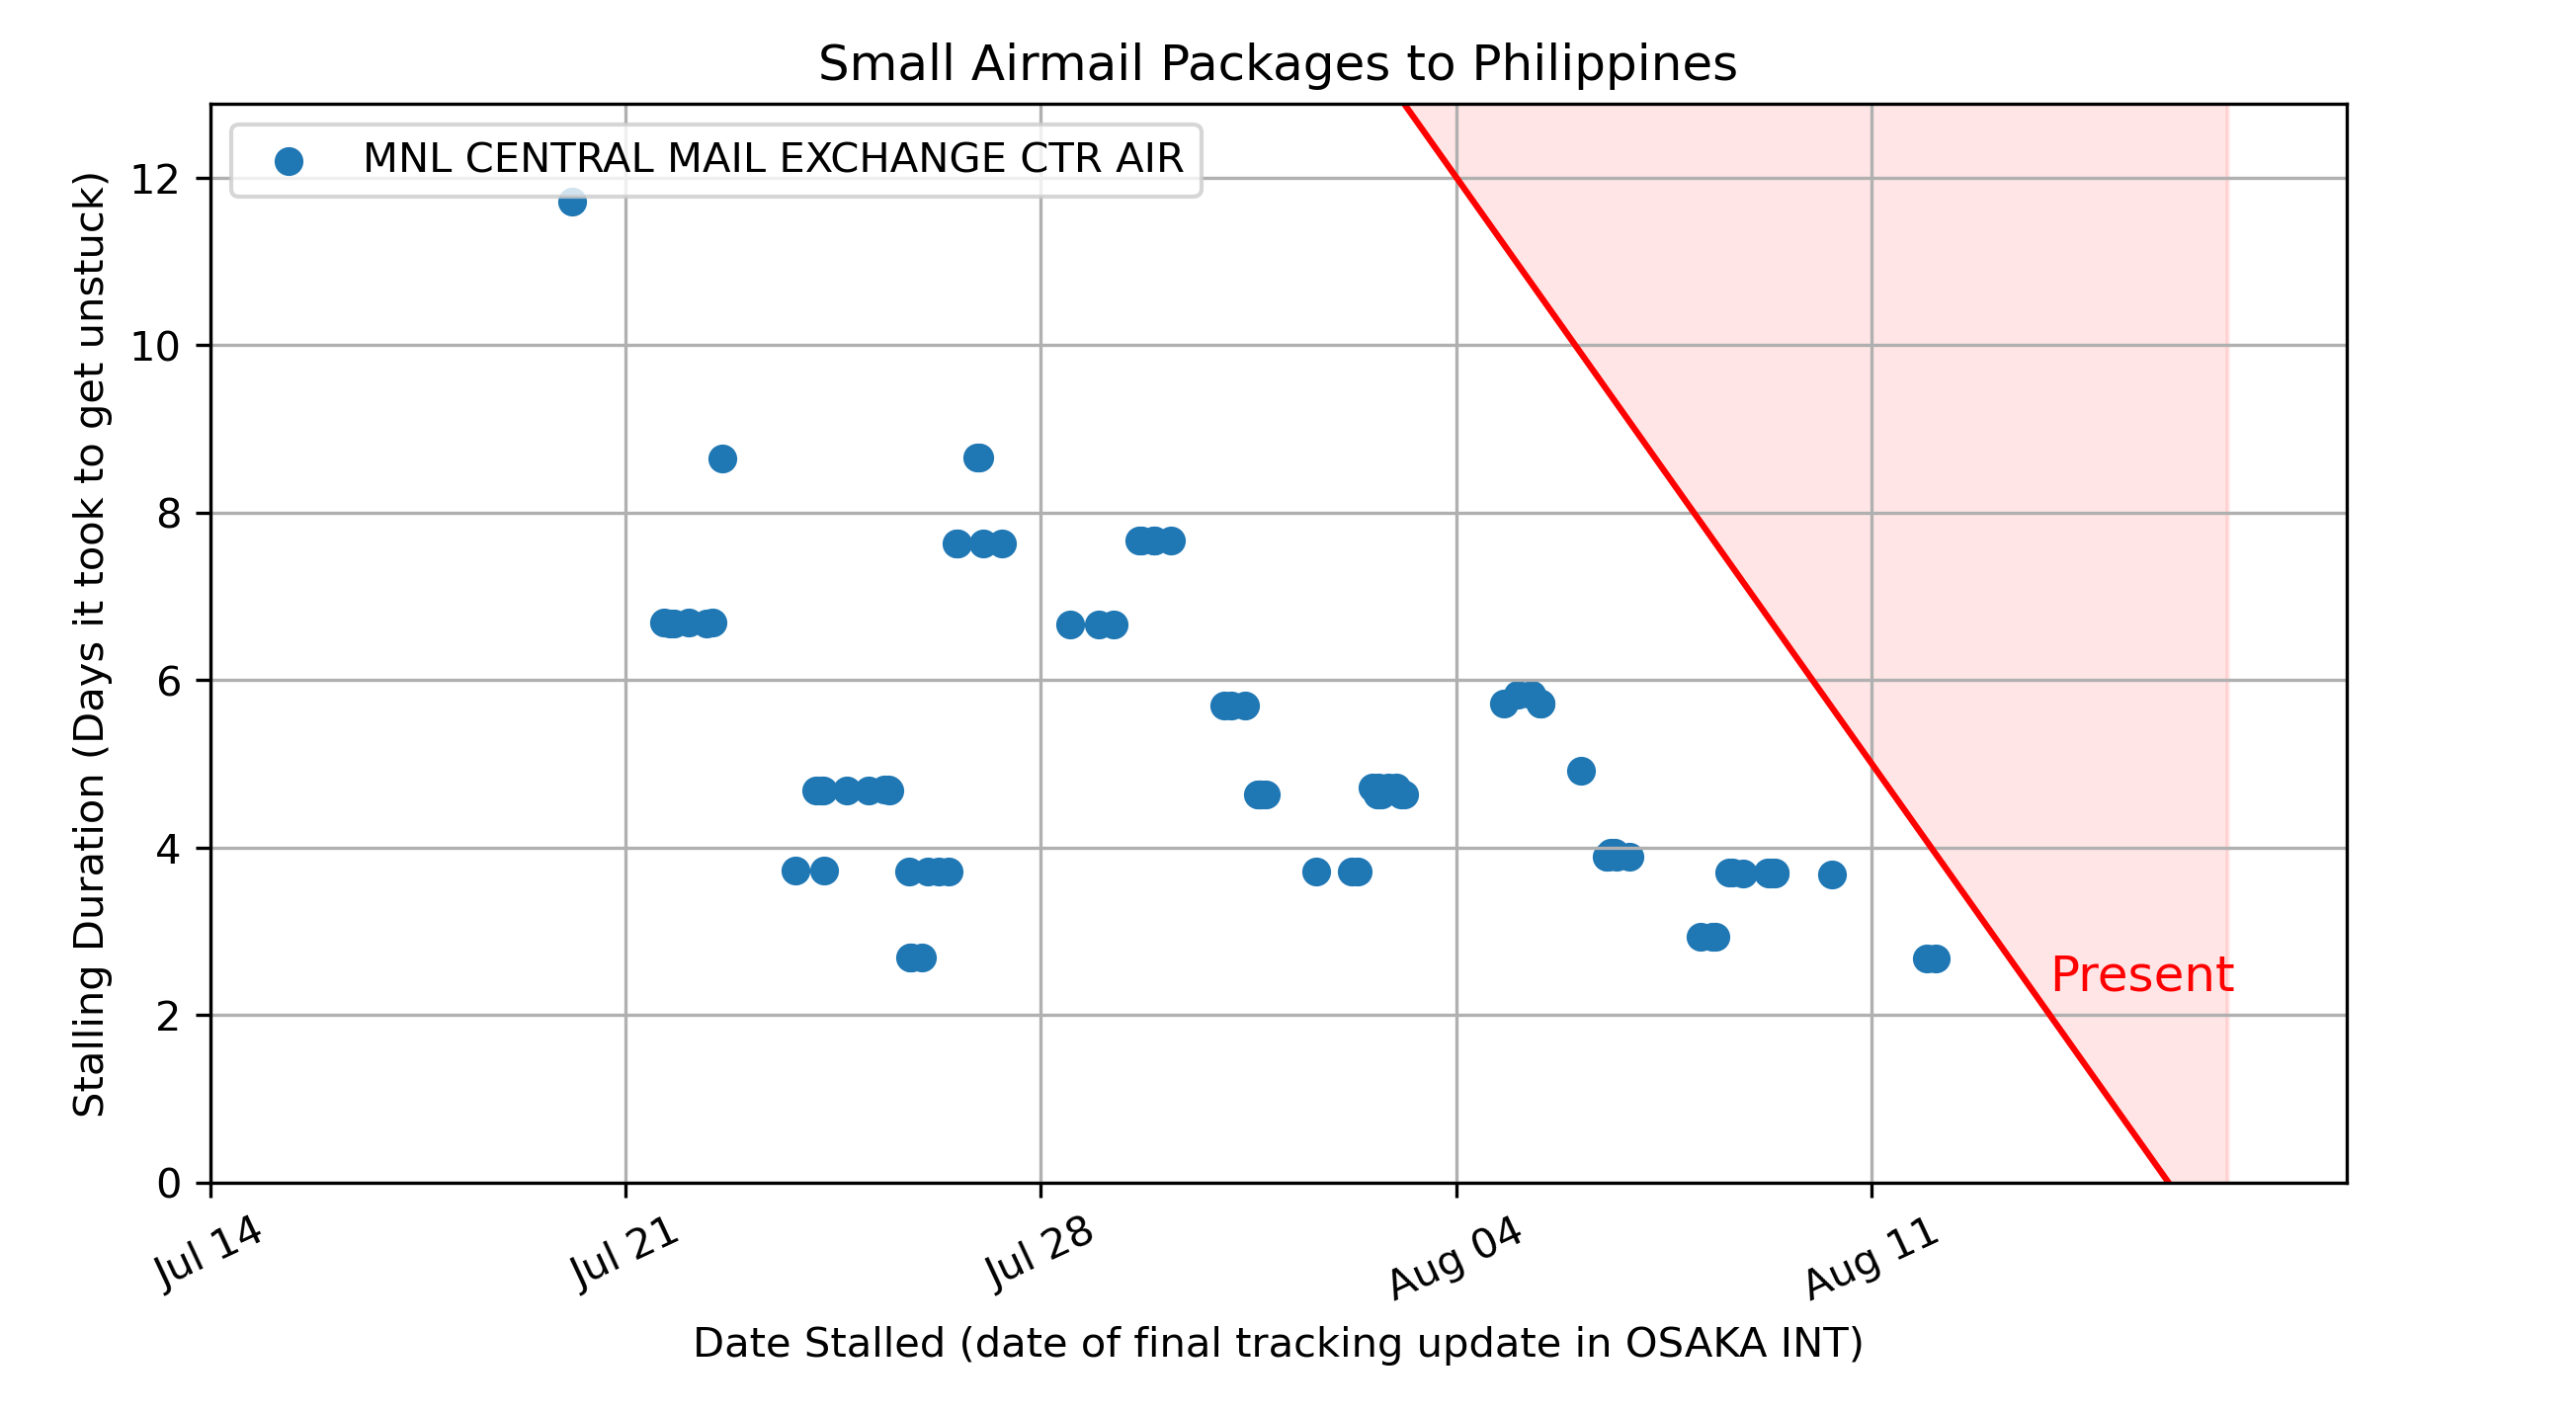 Small Airmail Packages to Philippines
MNL CENTRAL MAIL EXCHANGE CTR AIR
Stalling Duration (Days it took to get unstuck)
12
10
8
6
4
2
0
Present
Jul 14
Jul 21
Jul 28
Aug 04
Aug 11
Date Stalled (date of final tracking update in OSAKA INT)